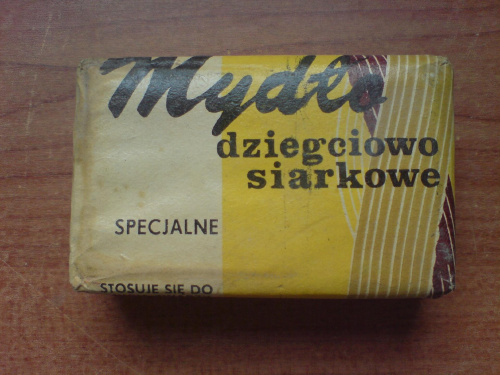 Mydło
dziegciowo
siarkowe
SPECJALNE
STOSUJE SIĘ DO